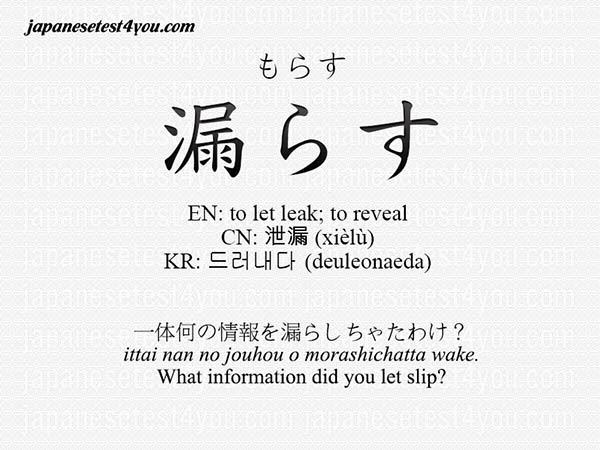 japanesetest4you.com
もらす
漏らす
EN: to let leak; to reveal
CN: 泄漏 (xièlù)
KR: 드러내다 (deuleonaeda)
一体何の情報を漏らしちゃたわけ？
ittai nan no jouhou o morashichatta wake.
What information did you let slip?